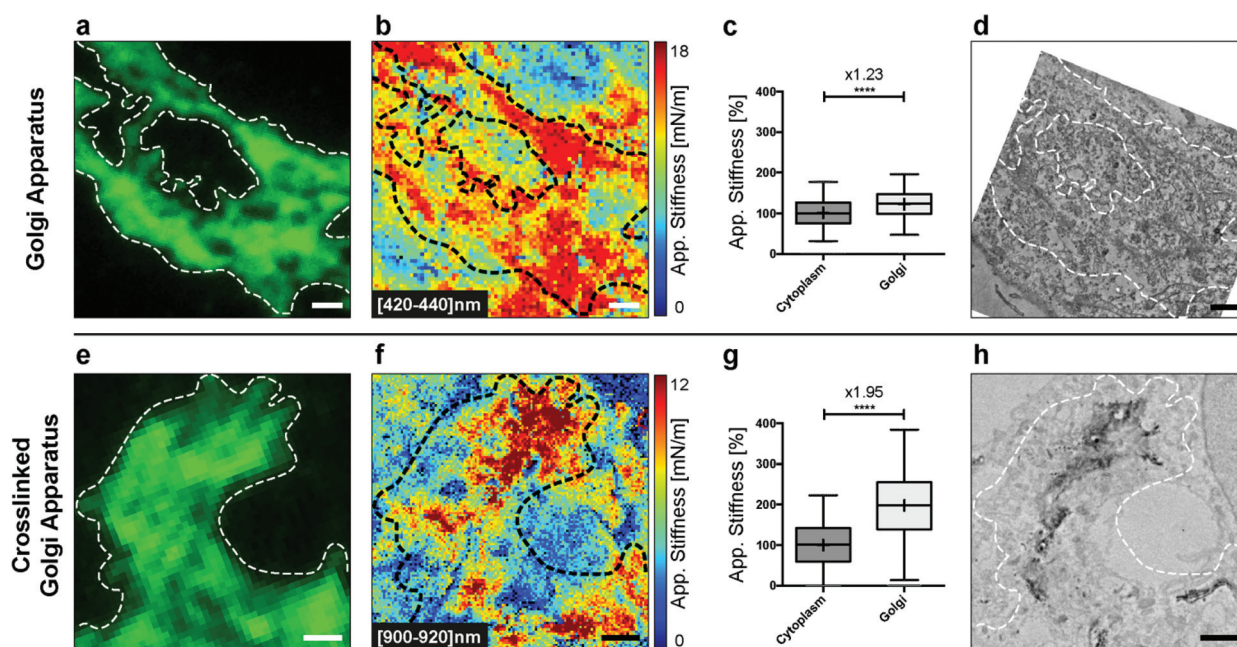 a
b
c
d
Golgi Apparatus
18
App. Stiffness [mN/m]
0
[420-440]nm
x1.23
****
400
300
200
100
0
App. Stiffness [%]
Cytoplasm
Golgi
e
f
g
h
Crosslinked
Golgi Apparatus
12
App. Stiffness [mN/m]
0
[900-920]nm
x1.95
****
400
300
200
100
0
App. Stiffness [%]
Cytoplasm
Golgi